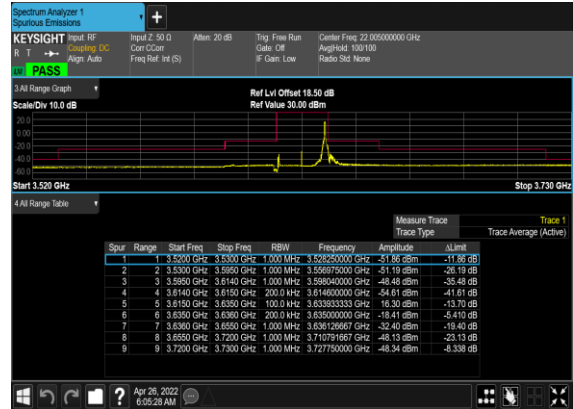 Spectrum Analyzer 1
Spurious Emissions
KEYSIGHT Input: RF Input Z: 50 Ω Atten: 20 dB Trig: Free Run Center Freq: 22.005000000 GHz
R T Coupling: DC Corr CCorr Gate: Off Avg|Hold: 100/100
Align: Auto Freq Ref: Int (S) IF Gain: Low Radio Std: None
PASS
3 All Range Graph
Ref Lvl Offset 18.50 dB
Scale/Div 10.0 dB Ref Value 30.00 dBm
20.0
0.00
-20.0
-40.0
-60.0
Start 3.520 GHz Stop 3.730 GHz
4 All Range Table
Measure Trace Trace 1
Trace Type Trace Average (Active)
Spur Range Start Freq Stop Freq RBW Frequency Amplitude ΔLimit
1 1 3.5200 GHz 3.5300 GHz 1.000 MHz 3.528250000 GHz -51.86 dBm -11.86 dB
2 2 3.5300 GHz 3.5950 GHz 1.000 MHz 3.556975000 GHz -51.19 dBm -26.19 dB
3 3 3.5950 GHz 3.6140 GHz 1.000 MHz 3.598040000 GHz -48.48 dBm -35.48 dB
4 4 3.6140 GHz 3.6150 GHz 200.0 kHz 3.614600000 GHz -54.61 dBm -41.61 dB
5 5 3.6150 GHz 3.6350 GHz 100.0 kHz 3.633933333 GHz 16.30 dBm -13.70 dB
6 6 3.6350 GHz 3.6360 GHz 200.0 kHz 3.635000000 GHz -18.41 dBm -5.410 dB
7 7 3.6360 GHz 3.6550 GHz 1.000 MHz 3.636126667 GHz -32.40 dBm -19.40 dB
8 8 3.6550 GHz 3.7200 GHz 1.000 MHz 3.710791667 GHz -48.13 dBm -23.13 dB
9 9 3.7200 GHz 3.7300 GHz 1.000 MHz 3.727750000 GHz -48.34 dBm -8.338 dB
? Apr 26, 2022
6:05:28 AM